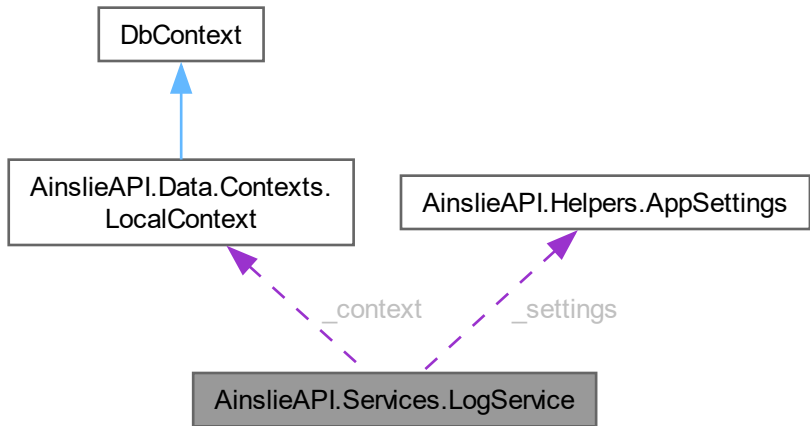 DbContext
AinslieAPI.Data.Contexts.
LocalContext
AinslieAPI.Helpers.AppSettings
_context
_settings
AinslieAPI.Services.LogService